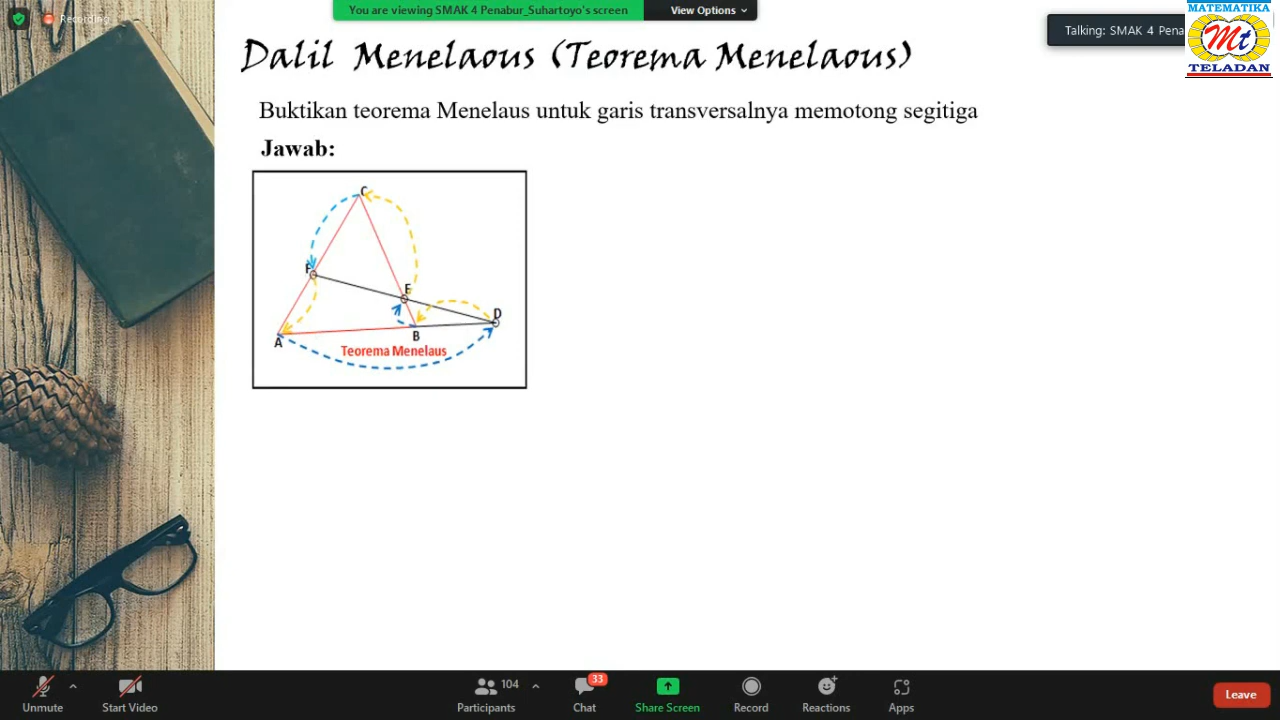 Recording
You are viewing SMAK 4 Penabur_Suhartoyo's screen
View Options
Talking: SMAK 4 Pena
MATEMATIKA
Mt
TELADAN
Dalil Menelaous (Teorema Menelaous)
Buktikan teorema Menelaus untuk garis transversalnya memotong segitiga
Jawab:
C
F
E
D
B
A
Teorema Menelaus
Unmute
Start Video
104
Participants
33
Chat
Share Screen
Record
Reactions
Apps
Leave